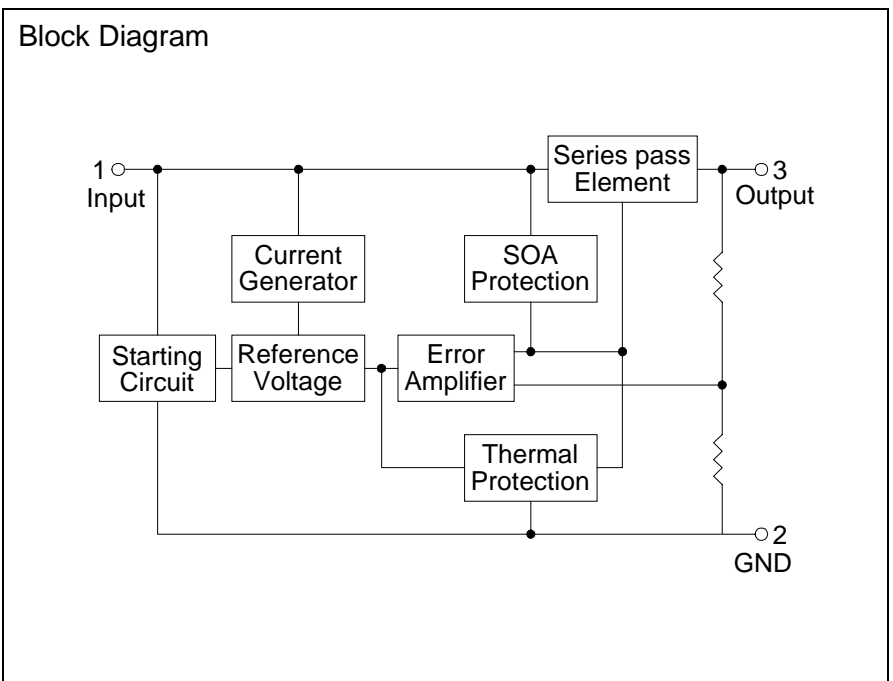 Block Diagram
1
Input
Series pass
Element
3
Output
Current
Generator
SOA
Protection
Starting
Circuit
Reference
Voltage
Error
Amplifier
Thermal
Protection
2
GND